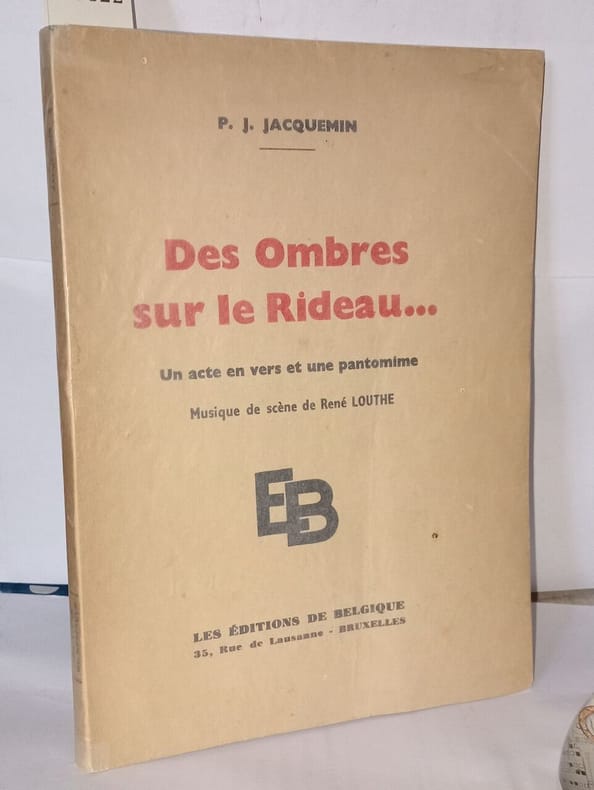 P. J. JACQUEMIN
Des Ombres
sur le Rideau...
Un acte en vers et une pantomime
Musique de scène de René LOUTHE
EB
LES ÉDITIONS DE BELGIQUE
35, Rue de Lausanne - BRUXELLES